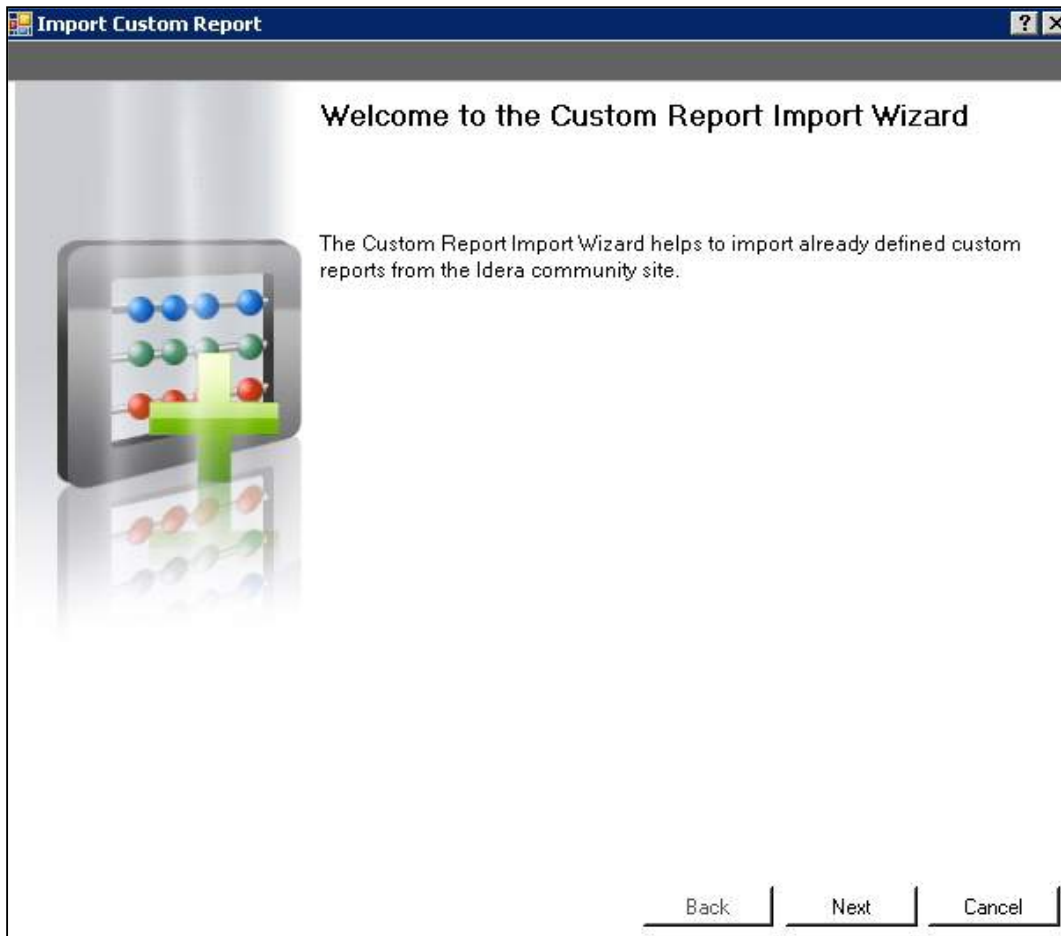 Import Custom Report
Welcome to the Custom Report Import Wizard
The Custom Report Import Wizard helps to import already defined custom
reports from the Idera community site.
Back
Next
Cancel